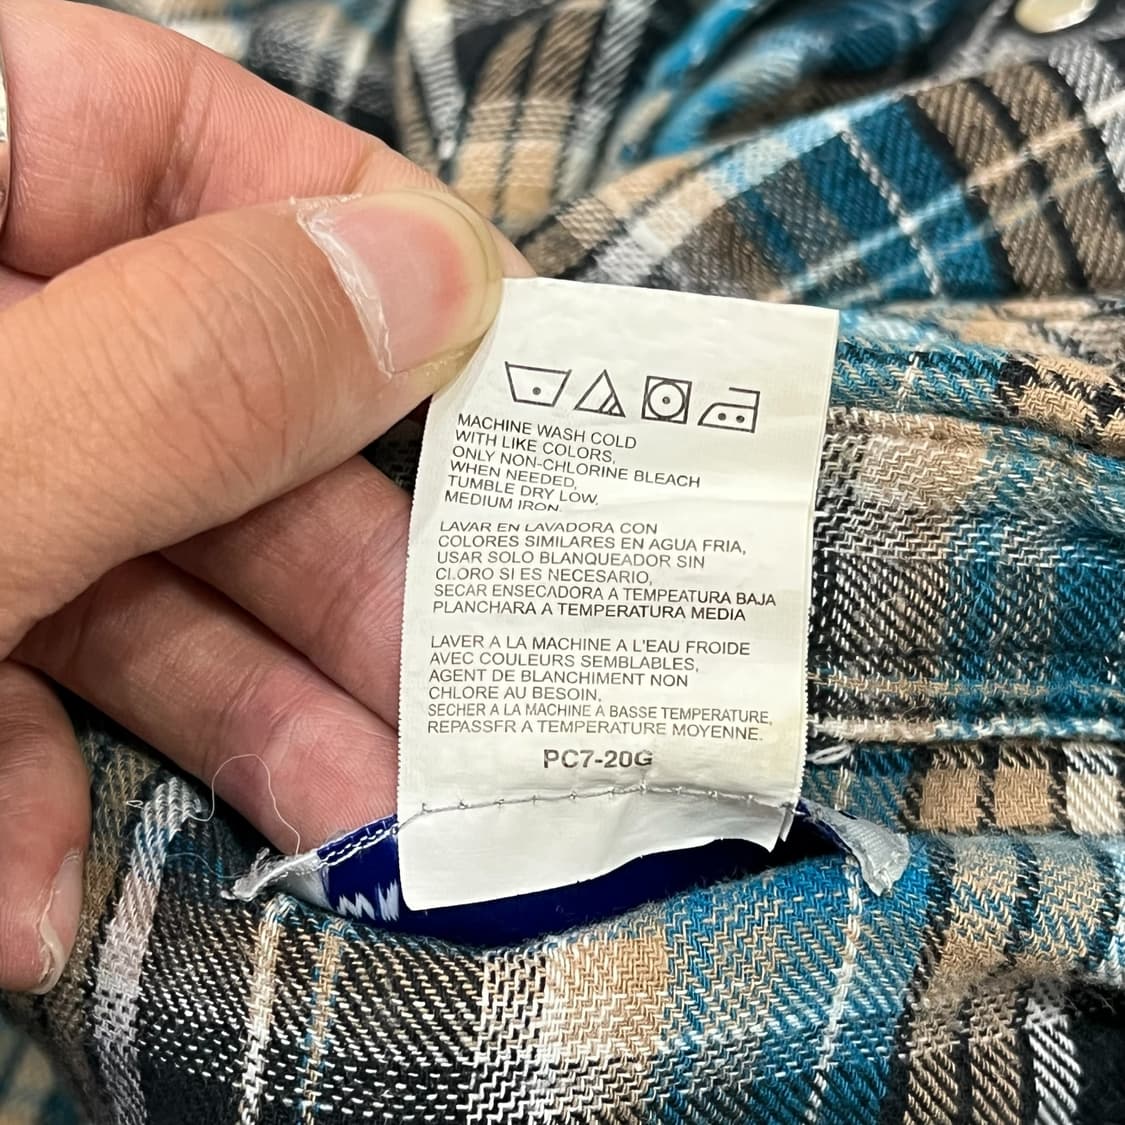 MACHINE WASH COLD
WITH LIKE COLORS,
ONLY NON-CHLORINE BLEACH
WHEN NEEDED,
TUMBLE DRY LOW,
MEDIUM IRON.
LAVAR EN LAVADORA CON
COLORES SIMILARES EN AGUA FRIA,
USAR SOLO BLANQUEADOR SIN
CLORO SI ES NECESARIO,
SECAR ENSECADORA A TEMPEATURA BAJA
PLANCHARA A TEMPERATURA MEDIA
LAVER A LA MACHINE A L'EAU FROIDE
AVEC COULEURS SEMBLABLES,
AGENT DE BLANCHIMENT NON
CHLORE AU BESOIN,
SECHER A LA MACHINE À BASSE TEMPERATURE,
REPASSFR A TEMPERATURE MOYENNE.
PC7-20G